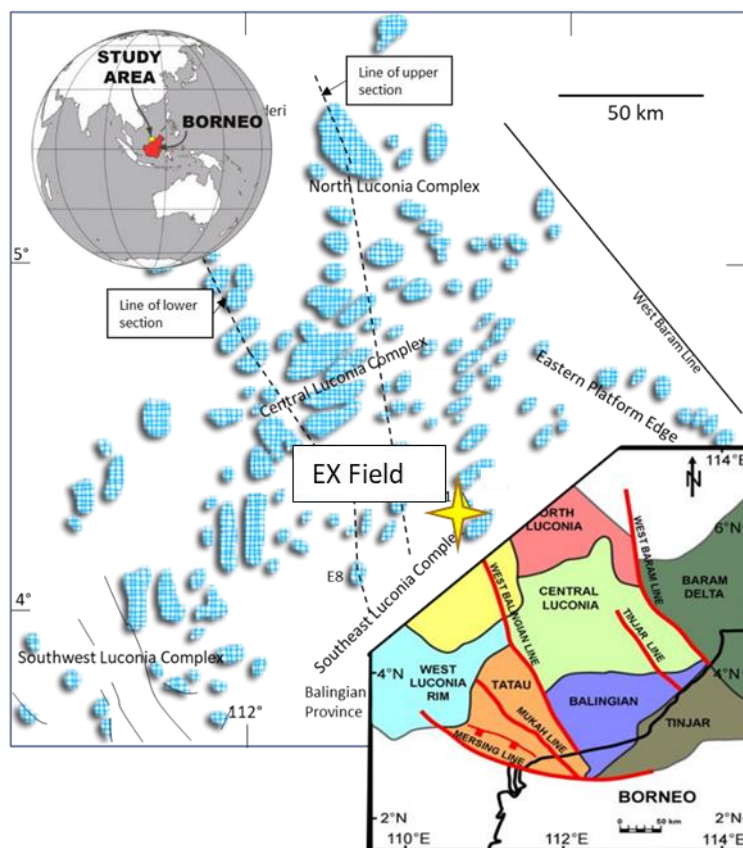 STUDY
AREA
BORNEO
deri
Line of upper
section
50 km
North Luconia Complex
5°
Line of lower
section
West Baram Line
Central Luconia Complex
Eastern Platform Edge
EX Field
1
E8
Southeast Luconia Comple
4°
Southwest Luconia Complex
Balingian
Province
112°
114°E
N
NORTH
LUCONIA
6°
WEST BARAM LINE
BARAM
DELTA
CENTRAL
LUCONIA
WEST BALINGIAN LINE
TINJAR LINE
4°
WEST
LUCONIA
RIM
4°N
TATAU
BALINGIAN
MUKAH LINE
TINJAR
MERSING LINE
BORNEO
0 50 km
2°N
2°N
110°E
112°E
114°E